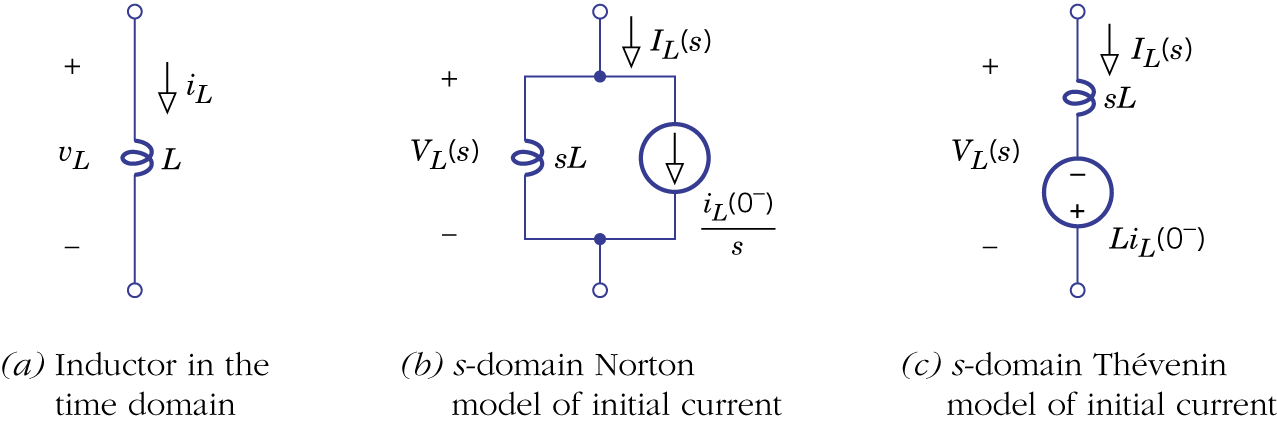 +
i_L
v_L
L
−
I_L(s)
+
V_L(s)
sL
i_L(0⁻)
s
−
I_L(s)
+
sL
V_L(s)
−
+
Li_L(0⁻)
−
(a) Inductor in the
time domain
(b) s-domain Norton
model of initial current
(c) s-domain Thévenin
model of initial current